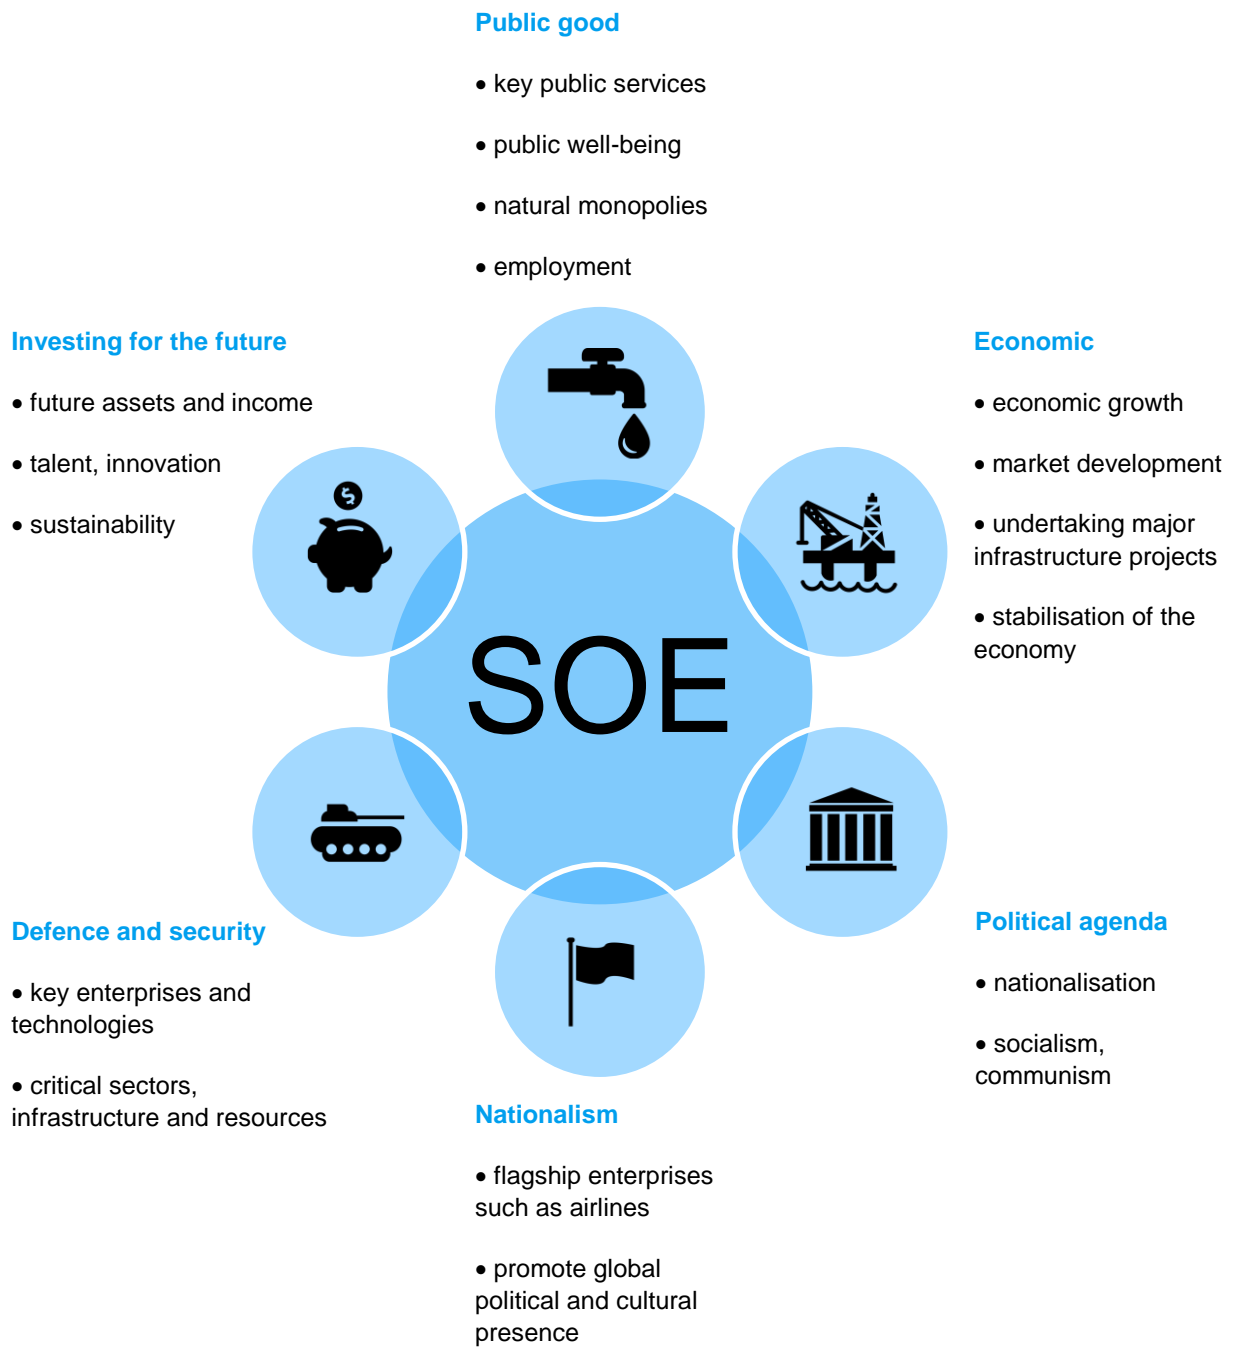 Public good
• key public services
• public well-being
• natural monopolies
• employment
Investing for the future
• future assets and income
• talent, innovation
• sustainability
Economic
• economic growth
• market development
• undertaking major
infrastructure projects
• stabilisation of the
economy
SOE
Defence and security
• key enterprises and
technologies
• critical sectors,
infrastructure and resources
Political agenda
• nationalisation
• socialism,
communism
Nationalism
• flagship enterprises
such as airlines
• promote global
political and cultural
presence